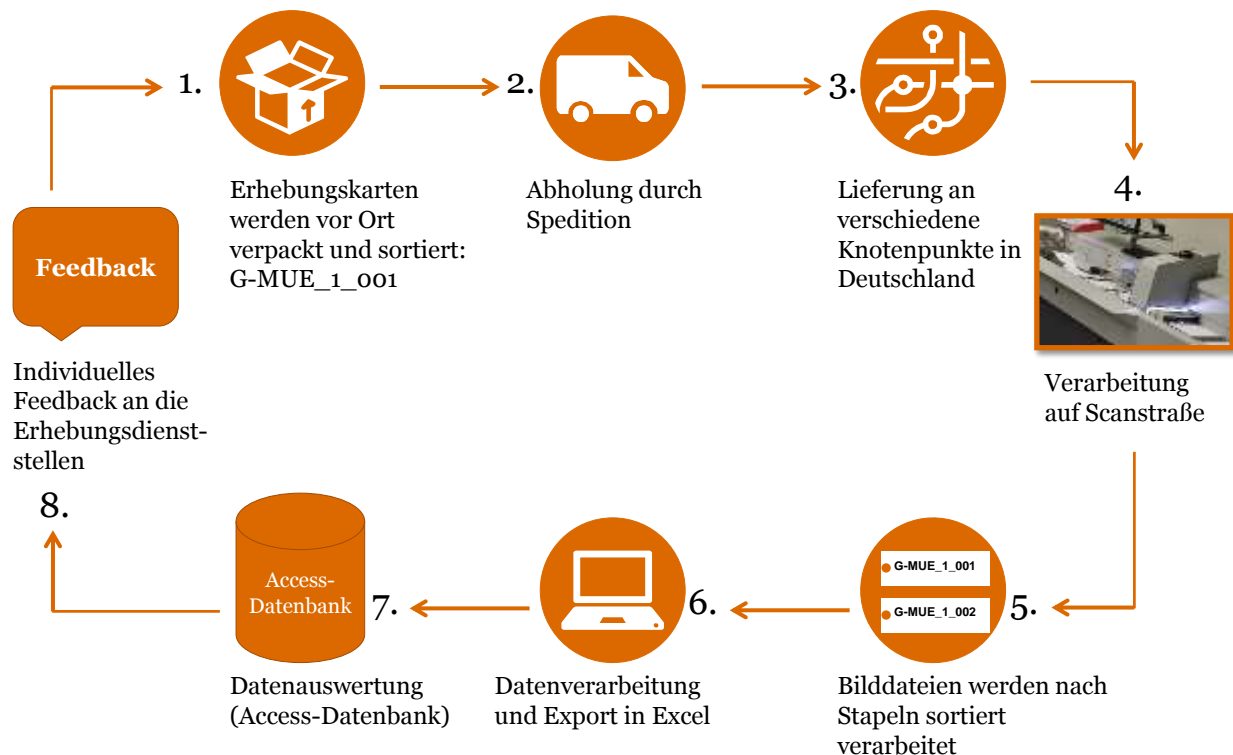 1.
Erhebungskarten
werden vor Ort
verpackt und sortiert:
G-MUE_1_001
2.
Abholung durch
Spedition
3.
Lieferung an
verschiedene
Knotenpunkte in
Deutschland
4.
Verarbeitung
auf Scanstraße
5.
G-MUE_1_001
G-MUE_1_002
Bilddateien werden nach
Stapeln sortiert
verarbeitet
6.
Datenverarbeitung
und Export in Excel
7.
Access-
Datenbank
Datenauswertung
(Access-Datenbank)
8.
Feedback
Individuelles
Feedback an die
Erhebungsdienst-
stellen